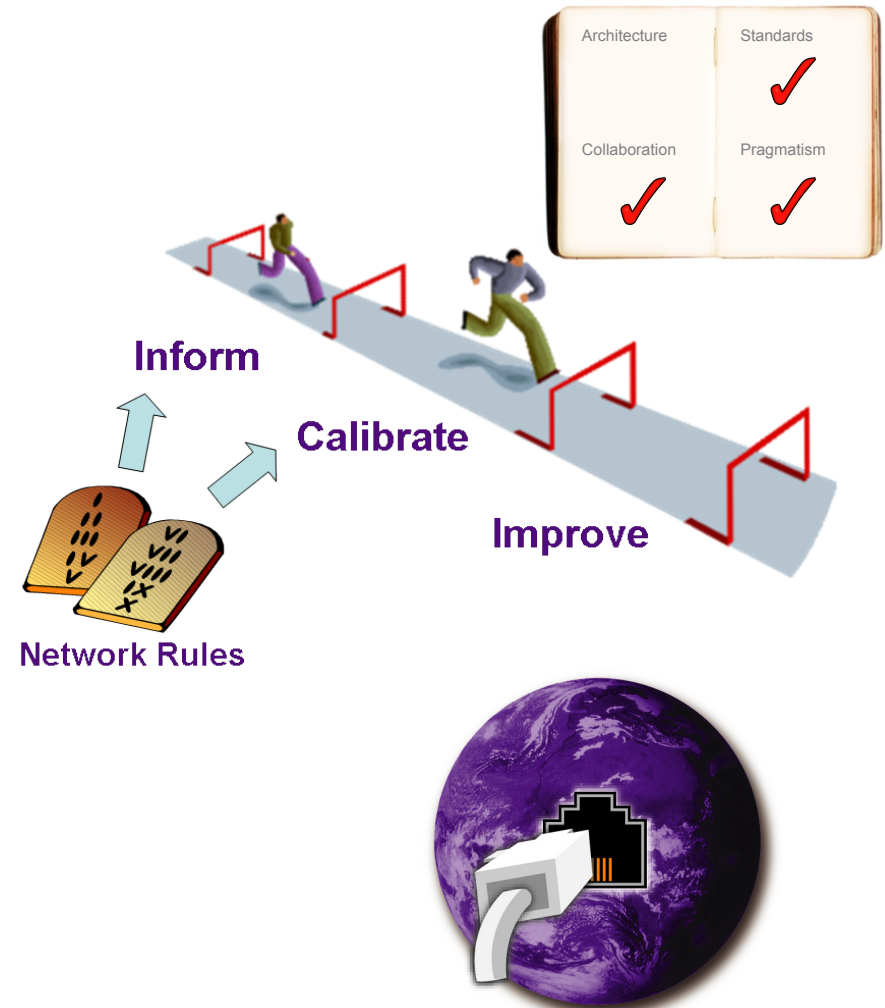 Architecture
Standards
Collaboration
Pragmatism
Inform
Calibrate
Improve
I
II
III
IV
V
VI
VII
VIII
IX
X
Network Rules